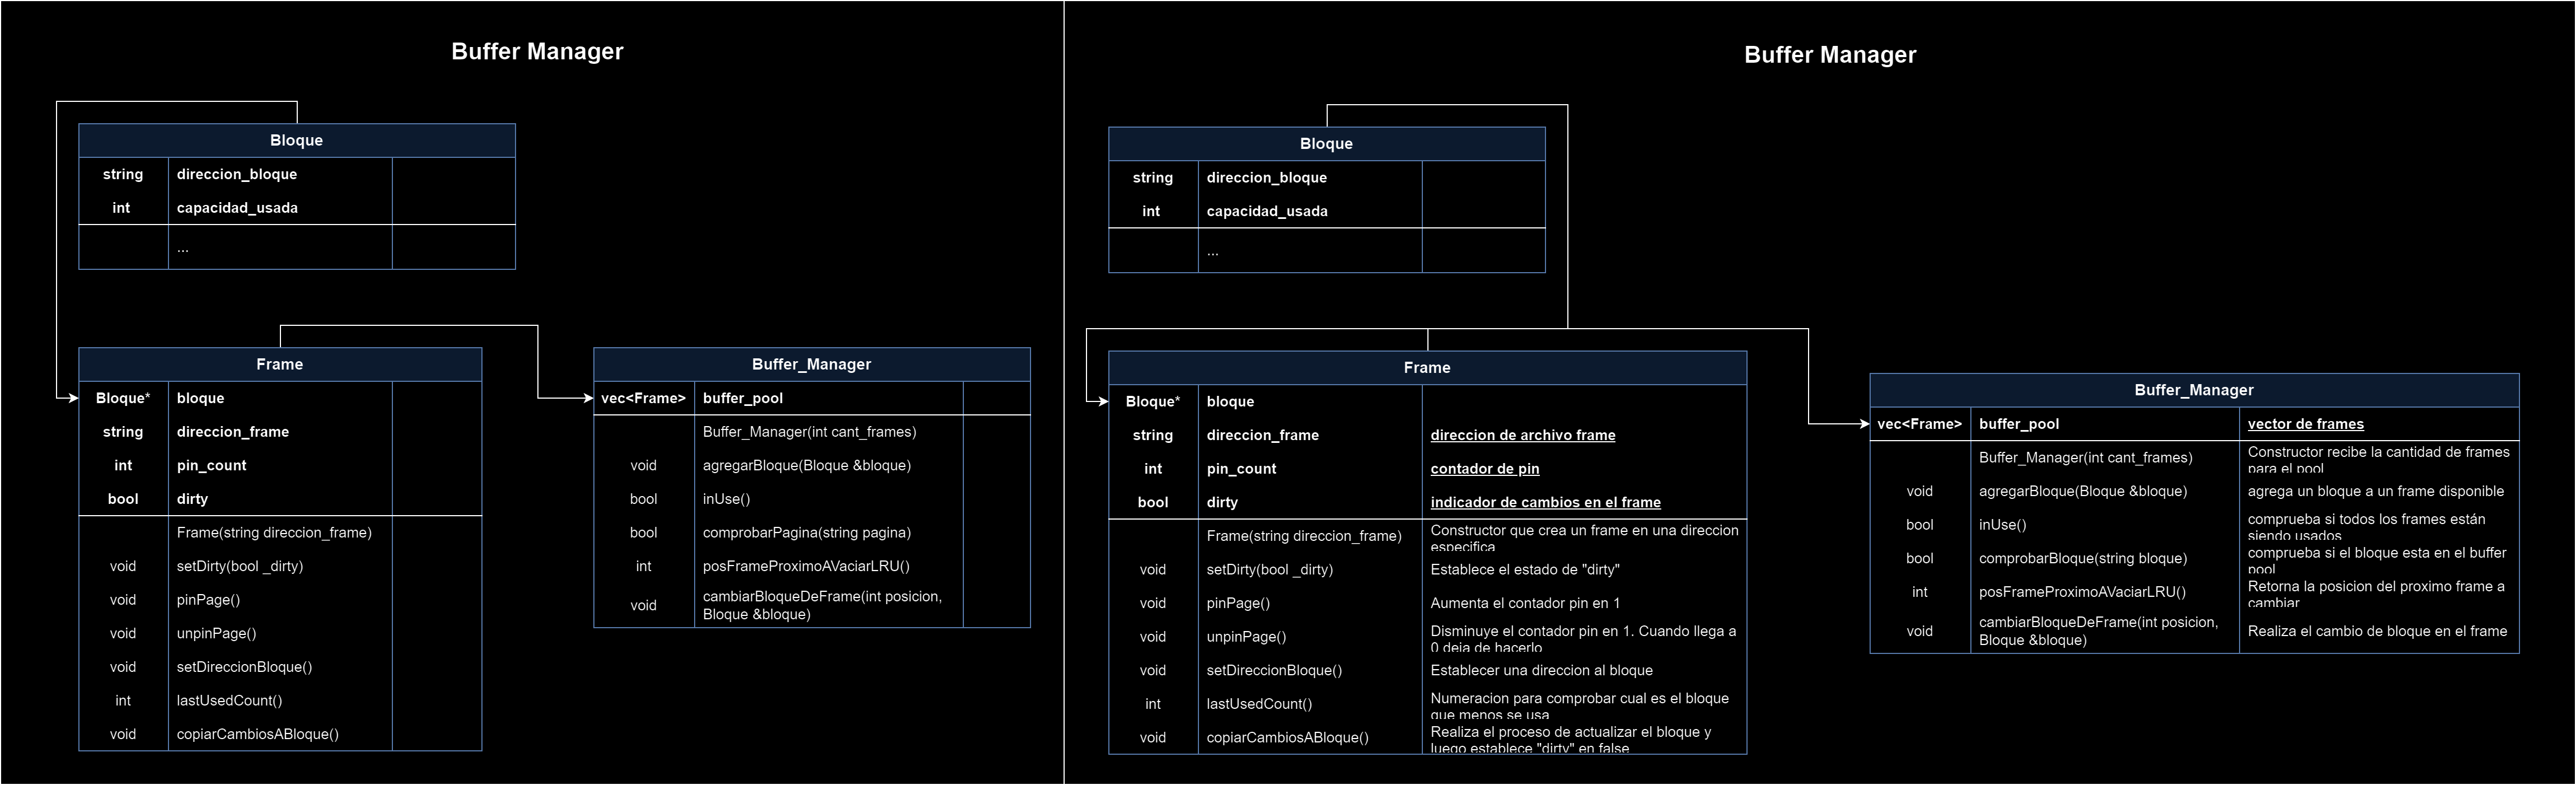 Buffer Manager
Bloque
string direccion_bloque
int capacidad_usada
...
Frame
Bloque* bloque
string direccion_frame
int pin_count
bool dirty
Frame(string direccion_frame)
void setDirty(bool _dirty)
void pinPage()
void unpinPage()
void setDireccionBloque()
int lastUsedCount()
void copiarCambiosABloque()
Buffer_Manager
vec<Frame> buffer_pool
Buffer_Manager(int cant_frames)
void agregarBloque(Bloque &bloque)
bool inUse()
bool comprobarPagina(string pagina)
int posFrameProximoAVaciarLRU()
void cambiarBloqueDeFrame(int posicion,
Bloque &bloque)
Buffer Manager
Bloque
string direccion_bloque
int capacidad_usada
...
Frame
Bloque* bloque
string direccion_frame direccion de archivo frame
int pin_count contador de pin
bool dirty indicador de cambios en el frame
Frame(string direccion_frame) Constructor que crea un frame en una direccion
especifica
void setDirty(bool _dirty) Establece el estado de "dirty"
void pinPage() Aumenta el contador pin en 1
void unpinPage() Disminuye el contador pin en 1. Cuando llega a
0 deja de hacerlo
void setDireccionBloque() Establecer una direccion al bloque
int lastUsedCount() Numeracion para comprobar cual es el bloque
que menos se usa
void copiarCambiosABloque() Realiza el proceso de actualizar el bloque y
luego establece "dirty" en false
Buffer_Manager
vec<Frame> buffer_pool vector de frames
Buffer_Manager(int cant_frames) Constructor recibe la cantidad de frames
para el pool
void agregarBloque(Bloque &bloque) agrega un bloque a un frame disponible
bool inUse() comprueba si todos los frames están
siendo usados
bool comprobarBloque(string bloque) comprueba si el bloque esta en el buffer
pool
int posFrameProximoAVaciarLRU() Retorna la posicion del proximo frame a
cambiar
void cambiarBloqueDeFrame(int posicion,
Bloque &bloque) Realiza el cambio de bloque en el frame